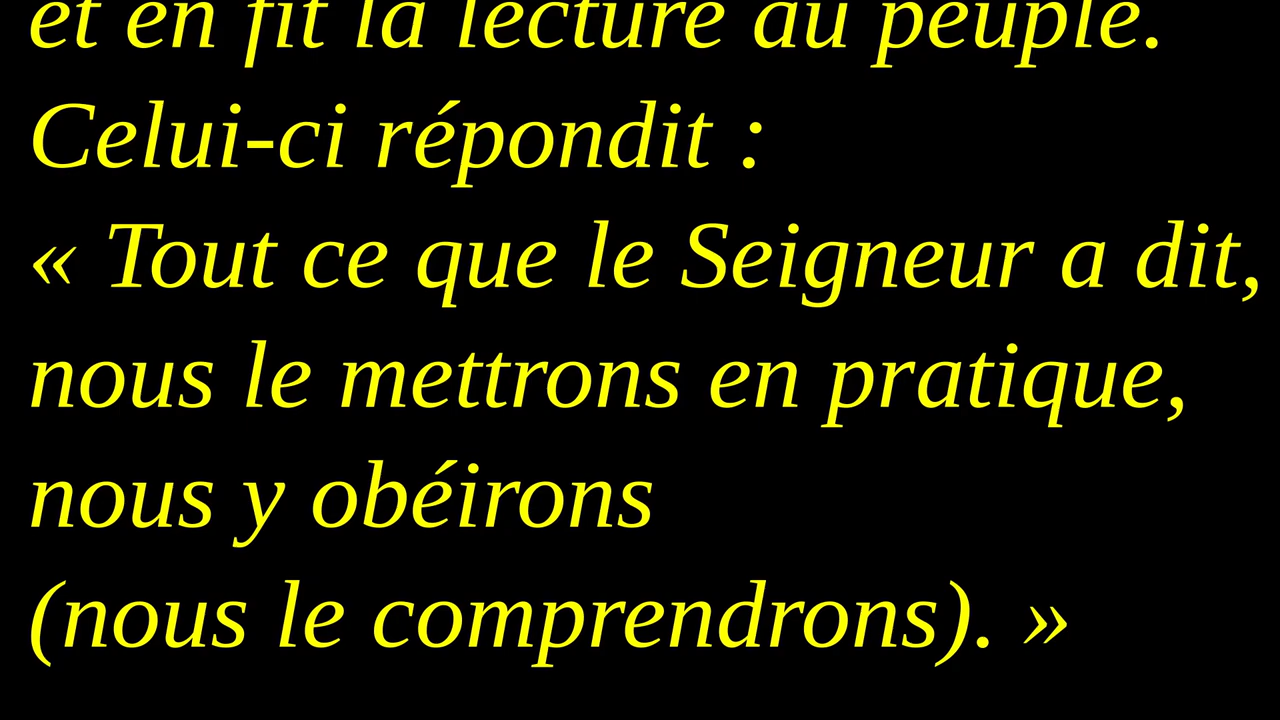 et en fit la lecture au peuple.
Celui-ci répondit :
« Tout ce que le Seigneur a dit,
nous le mettrons en pratique,
nous y obéirons
(nous le comprendrons). »